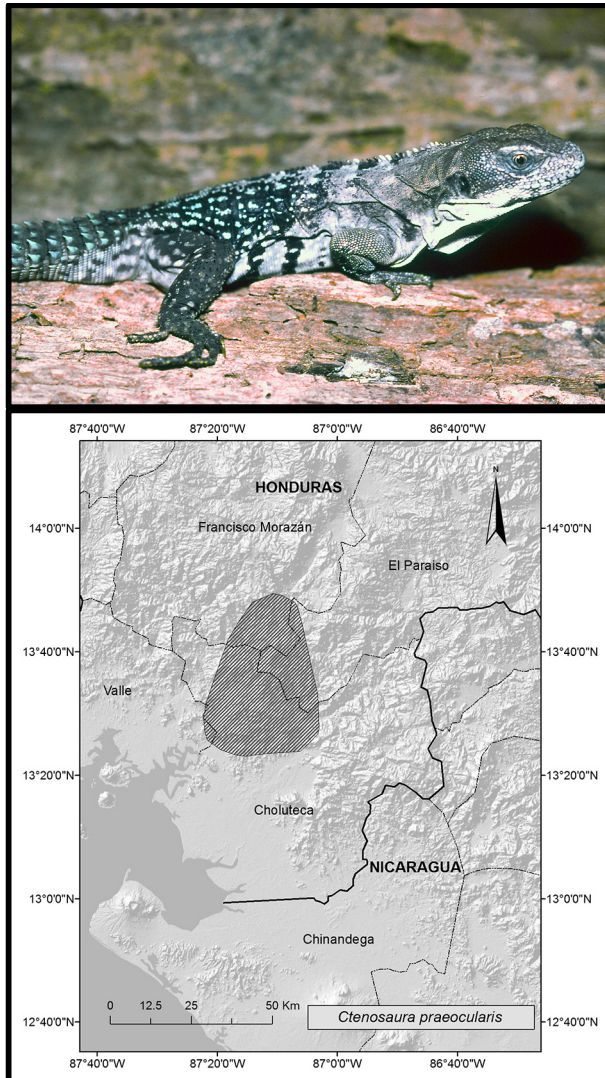 87°40'0"W 87°20'0"W 87°0'0"W 86°40'0"W
N
HONDURAS
14°0'0"N Francisco Morazán 14°0'0"N
El Paraiso
13°40'0"N 13°40'0"N
Valle
13°20'0"N 13°20'0"N
Choluteca
NICARAGUA
13°0'0"N 13°0'0"N
Chinandega
0 12.5 25 50 Km
Ctenosaura praeocularis
12°40'0"N 12°40'0"N
87°40'0"W 87°20'0"W 87°0'0"W 86°40'0"W